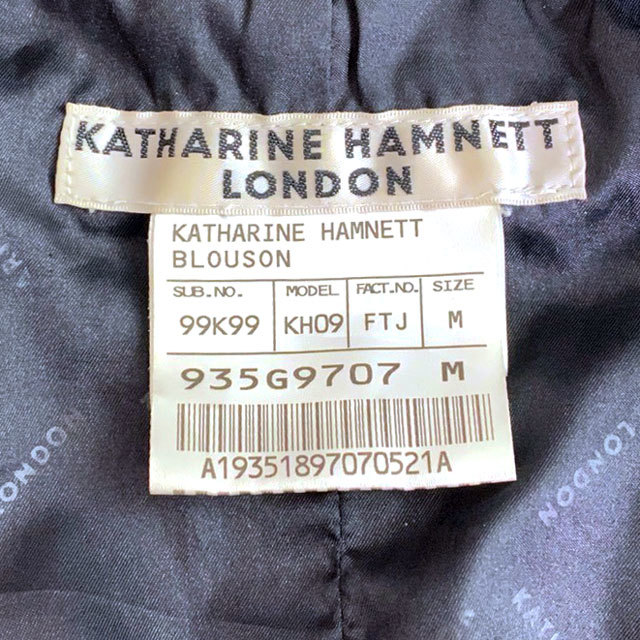 KATHARINE HAMNETT
LONDON
KATHARINE HAMNETT
BLOUSON
SUB.NO. MODEL FACT.NO. SIZE
99K99 KH09 FTJ M
935G9707 M
A19351897070521A
LONDON
LONDON